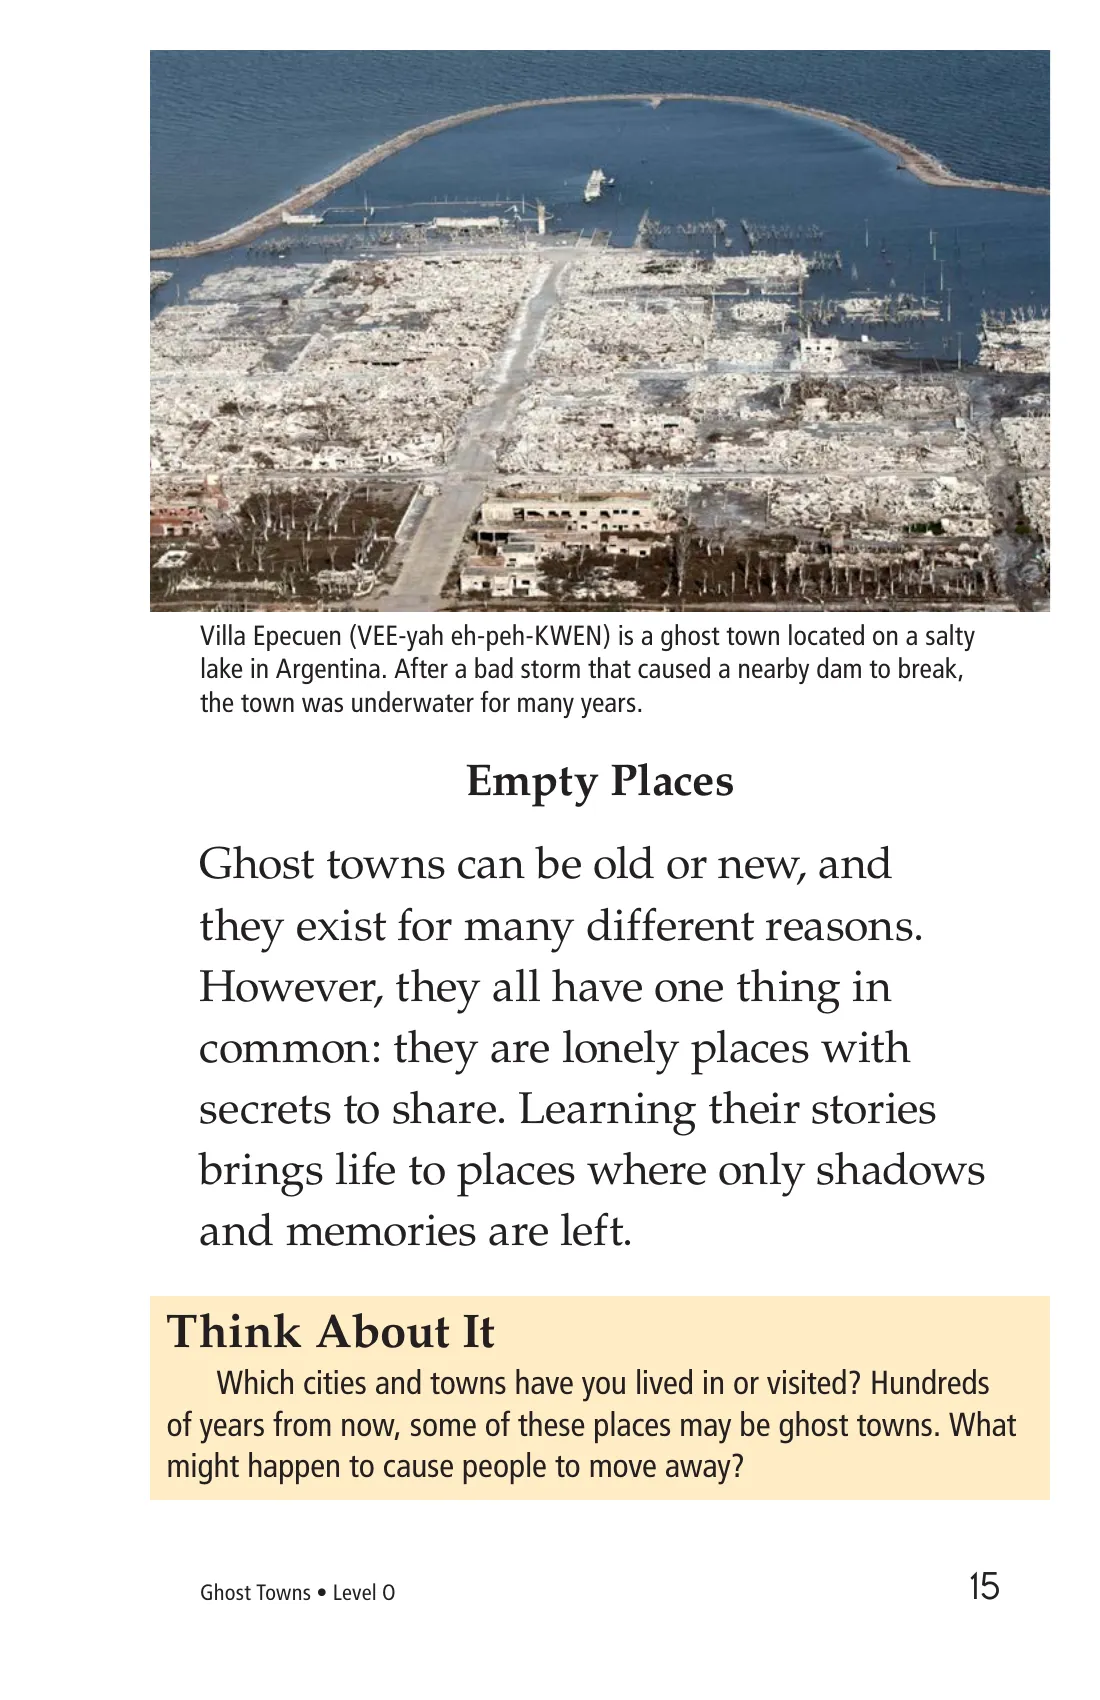 Villa Epecuen (VEE-yah eh-peh-KWEN) is a ghost town located on a salty
lake in Argentina. After a bad storm that caused a nearby dam to break,
the town was underwater for many years.
Empty Places
Ghost towns can be old or new, and
they exist for many different reasons.
However, they all have one thing in
common: they are lonely places with
secrets to share. Learning their stories
brings life to places where only shadows
and memories are left.
Think About It
Which cities and towns have you lived in or visited? Hundreds
of years from now, some of these places may be ghost towns. What
might happen to cause people to move away?
Ghost Towns • Level O
15